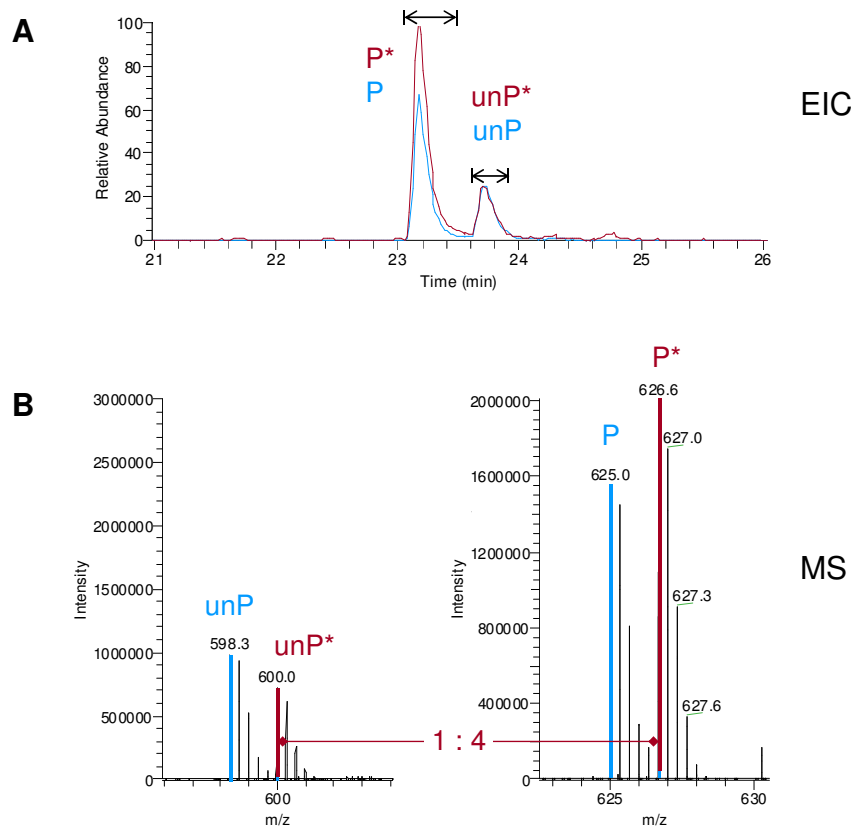 A
EIC
Relative Abundance
100
80
60
40
20
0
P*
P
unP*
unP
21 22 23 24 25 26
Time (min)
B
MS
Intensity
3000000
2500000
2000000
1500000
1000000
500000
0
unP
598.3
unP*
600.0
600
m/z
1 : 4
Intensity
2000000
1600000
1200000
800000
400000
0
P*
626.6
P
625.0
627.0
627.3
627.6
625 630
m/z